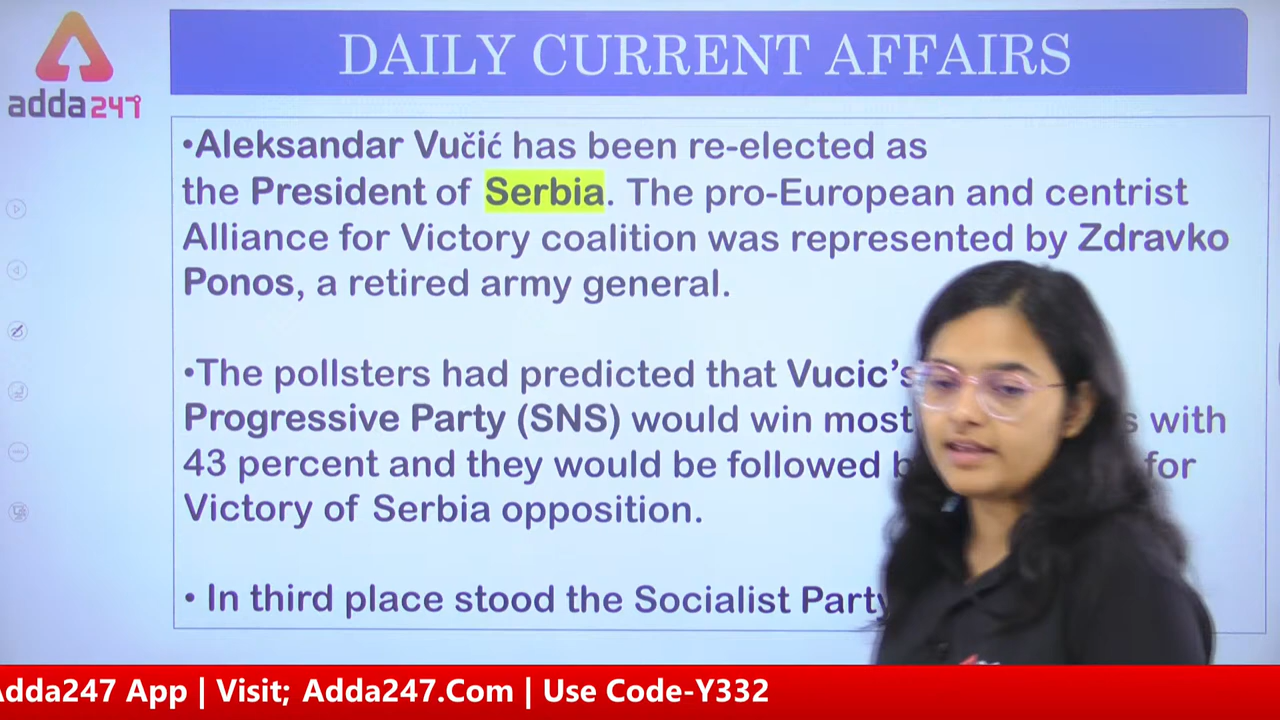 DAILY CURRENT AFFAIRS
adda247
•Aleksandar Vučić has been re-elected as
the President of Serbia. The pro-European and centrist
Alliance for Victory coalition was represented by Zdravko
Ponos, a retired army general.
•The pollsters had predicted that Vucic's
Progressive Party (SNS) would win most with
43 percent and they would be followed for
Victory of Serbia opposition.
• In third place stood the Socialist Party
Adda247 App | Visit; Adda247.Com | Use Code-Y332